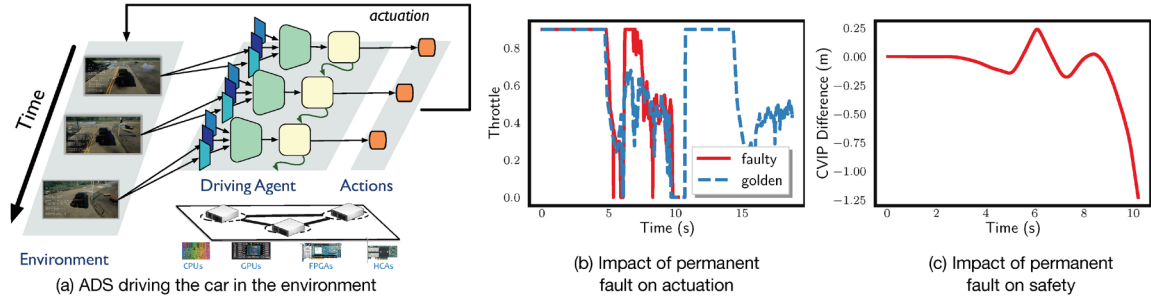 actuation
Time
Driving Agent
Actions
CPUs
GPUs
FPGAs
HCAs
Environment
(a) ADS driving the car in the environment
Throttle
0.8
0.6
0.4
0.2
0.0
faulty
golden
0
5
10
15
Time (s)
(b) Impact of permanent
fault on actuation
CVIP Difference (m)
0.25
0.00
−0.25
−0.50
−0.75
−1.00
−1.25
0
2
4
6
8
10
Time (s)
(c) Impact of permanent
fault on safety